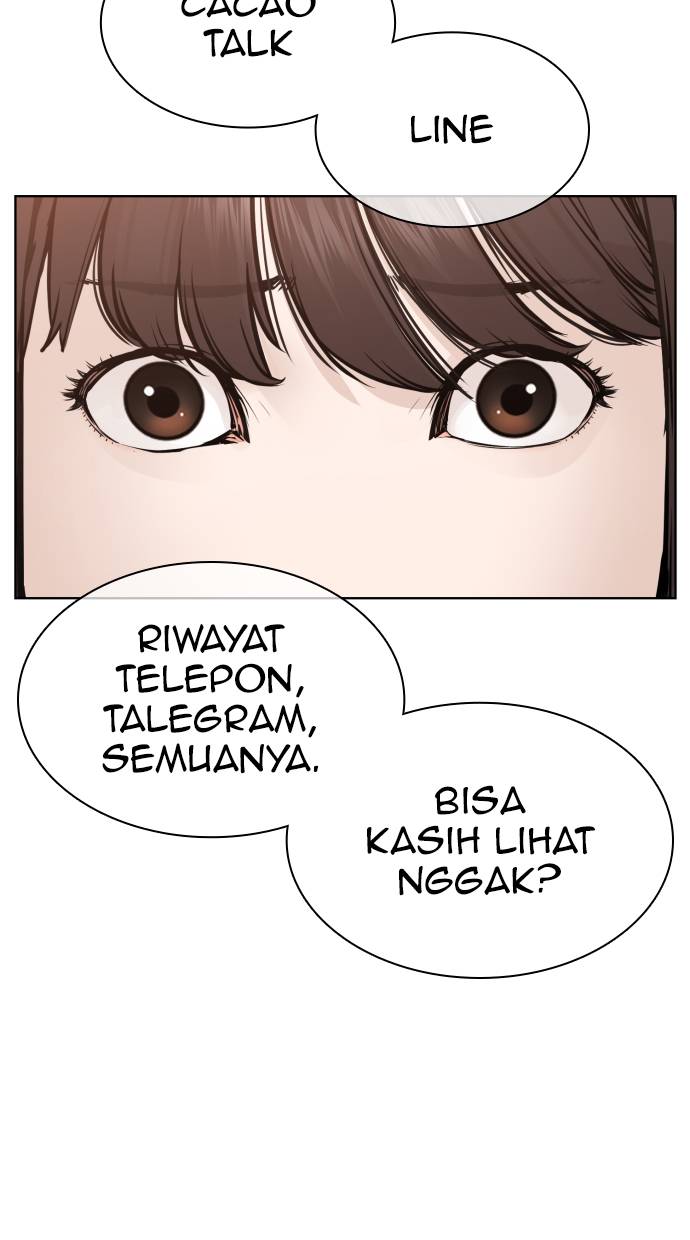 CACAO
TALK
LINE
RIWAYAT
TELEPON,
TALEGRAM,
SEMUANYA.
BISA
KASIH LIHAT
NGGAK?